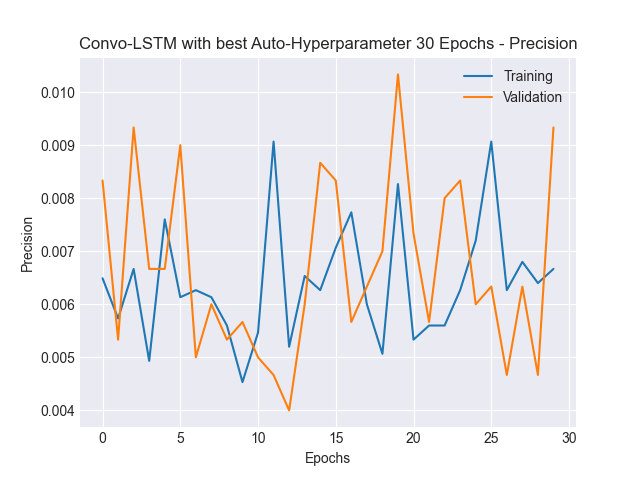 Convo-LSTM with best Auto-Hyperparameter 30 Epochs - Precision
Training
Validation
0.010
0.009
0.008
0.007
0.006
0.005
0.004
Precision
0 5 10 15 20 25 30
Epochs